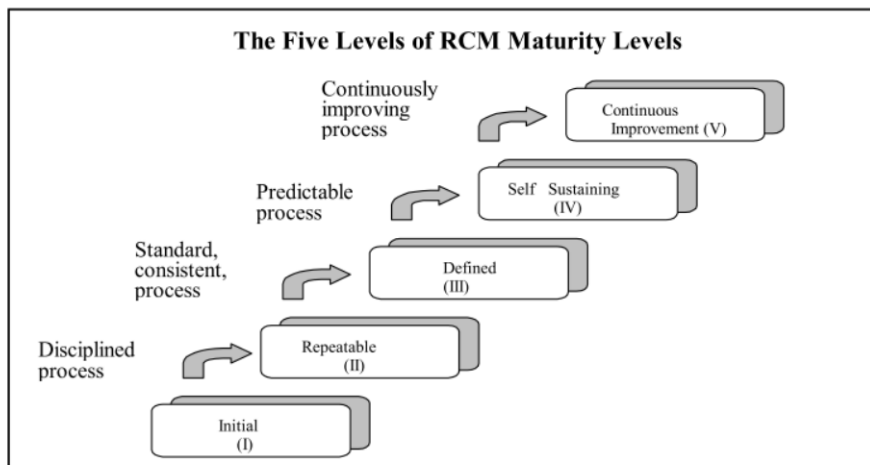 The Five Levels of RCM Maturity Levels
Continuously
improving
process
Continuous
Improvement (V)
Predictable
process
Self Sustaining
(IV)
Standard,
consistent,
process
Defined
(III)
Disciplined
process
Repeatable
(II)
Initial
(I)